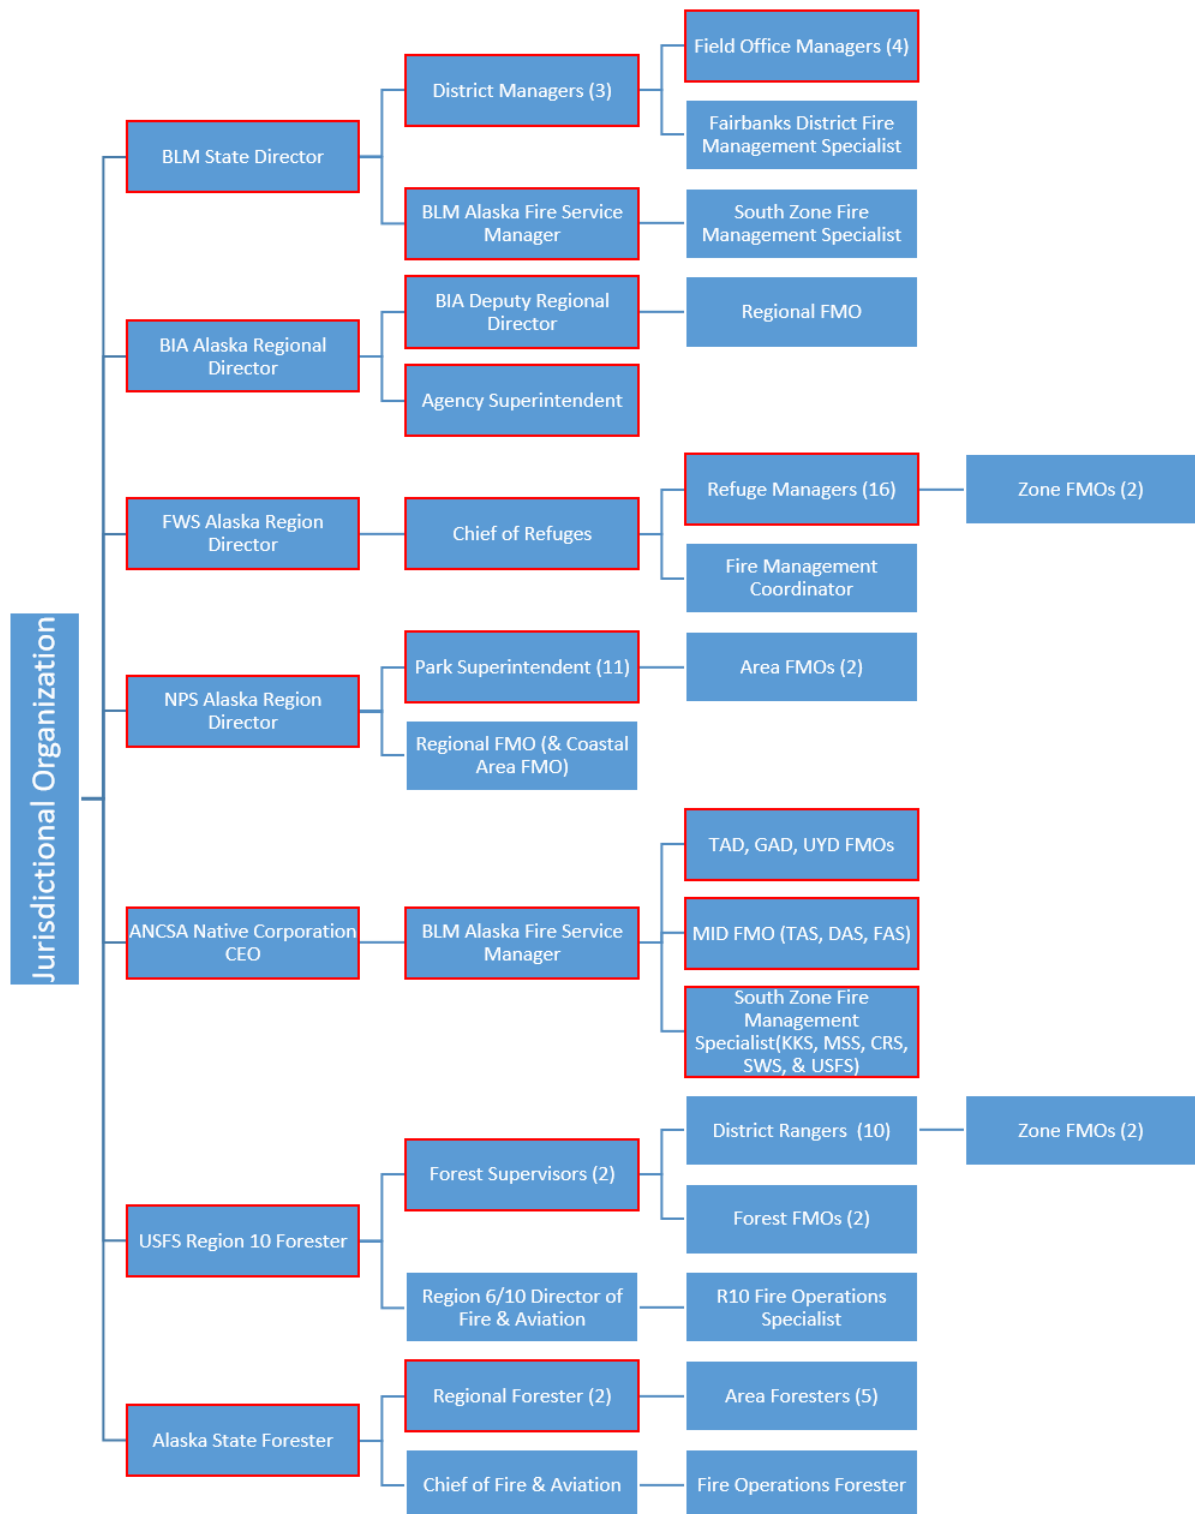 Jurisdictional Organization
BLM State Director
District Managers (3)
Field Office Managers (4)
Fairbanks District Fire
Management Specialist
BLM Alaska Fire Service
Manager
South Zone Fire
Management Specialist
BIA Alaska Regional
Director
BIA Deputy Regional
Director
Regional FMO
Agency Superintendent
FWS Alaska Region
Director
Chief of Refuges
Refuge Managers (16)
Zone FMOs (2)
Fire Management
Coordinator
NPS Alaska Region
Director
Park Superintendent (11)
Area FMOs (2)
Regional FMO (& Coastal
Area FMO)
ANCSA Native Corporation
CEO
BLM Alaska Fire Service
Manager
TAD, GAD, UYD FMOs
MID FMO (TAS, DAS, FAS)
South Zone Fire
Management
Specialist(KKS, MSS, CRS,
SWS, & USFS)
USFS Region 10 Forester
Forest Supervisors (2)
District Rangers (10)
Zone FMOs (2)
Forest FMOs (2)
Region 6/10 Director of
Fire & Aviation
R10 Fire Operations
Specialist
Alaska State Forester
Regional Forester (2)
Area Foresters (5)
Chief of Fire & Aviation
Fire Operations Forester